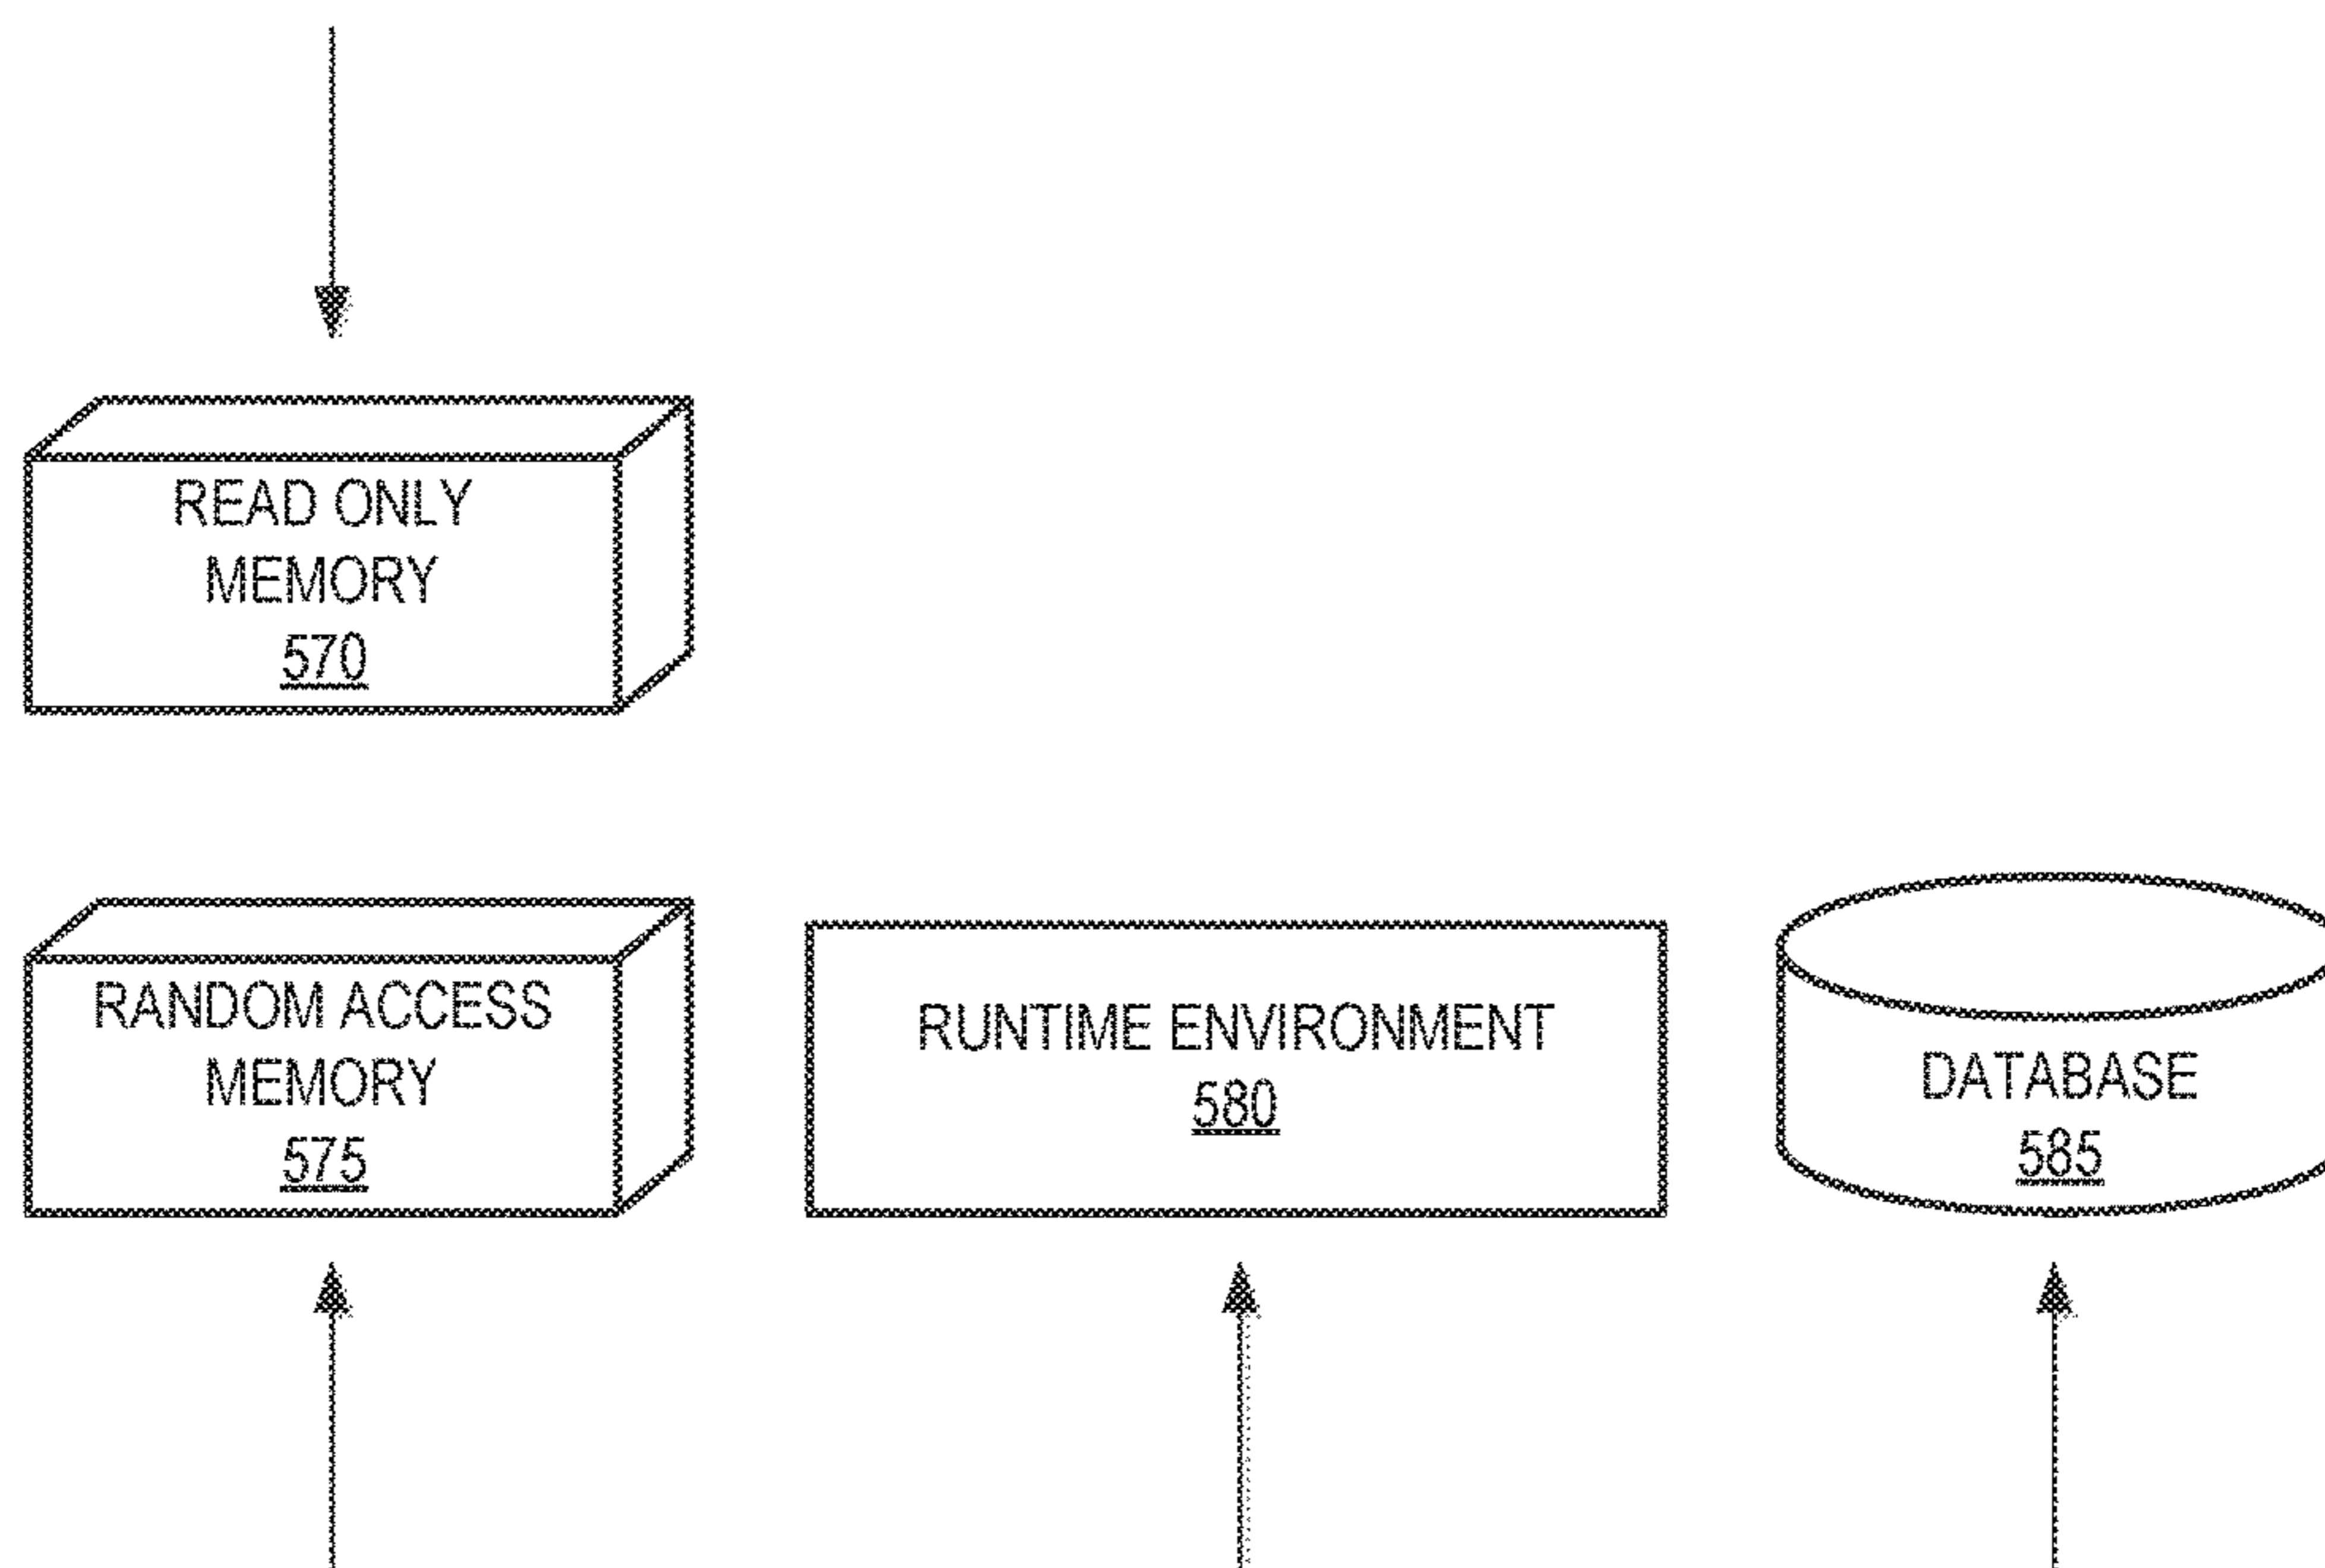 READ ONLY
MEMORY
570
RANDOM ACCESS
MEMORY
575
RUNTIME ENVIRONMENT
580
DATABASE
585